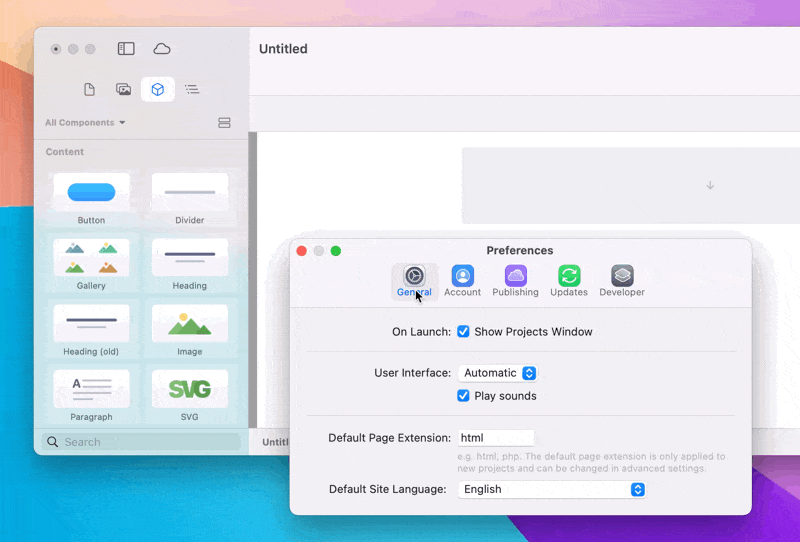 Untitled
All Components
Content
Button
Divider
Gallery
Heading
Heading (old)
Image
A
SVG
Paragraph
SVG
Search
Untitl
Preferences
General
Account
Publishing
Updates
Developer
On Launch: Show Projects Window
User Interface: Automatic
Play sounds
Default Page Extension: html
e.g. html, php. The default page extension is only applied to
new projects and can be changed in advanced settings.
Default Site Language: English